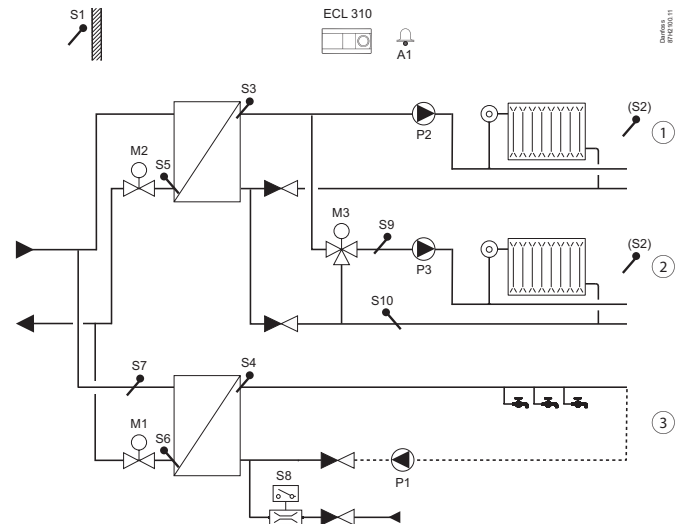 S1
ECL 310
A1
Danfoss
87H2100.11
S3
P2
(S2)
1
M2
S5
M3
S9
P3
(S2)
2
S10
S7
S4
M1
S6
3
S8
P1